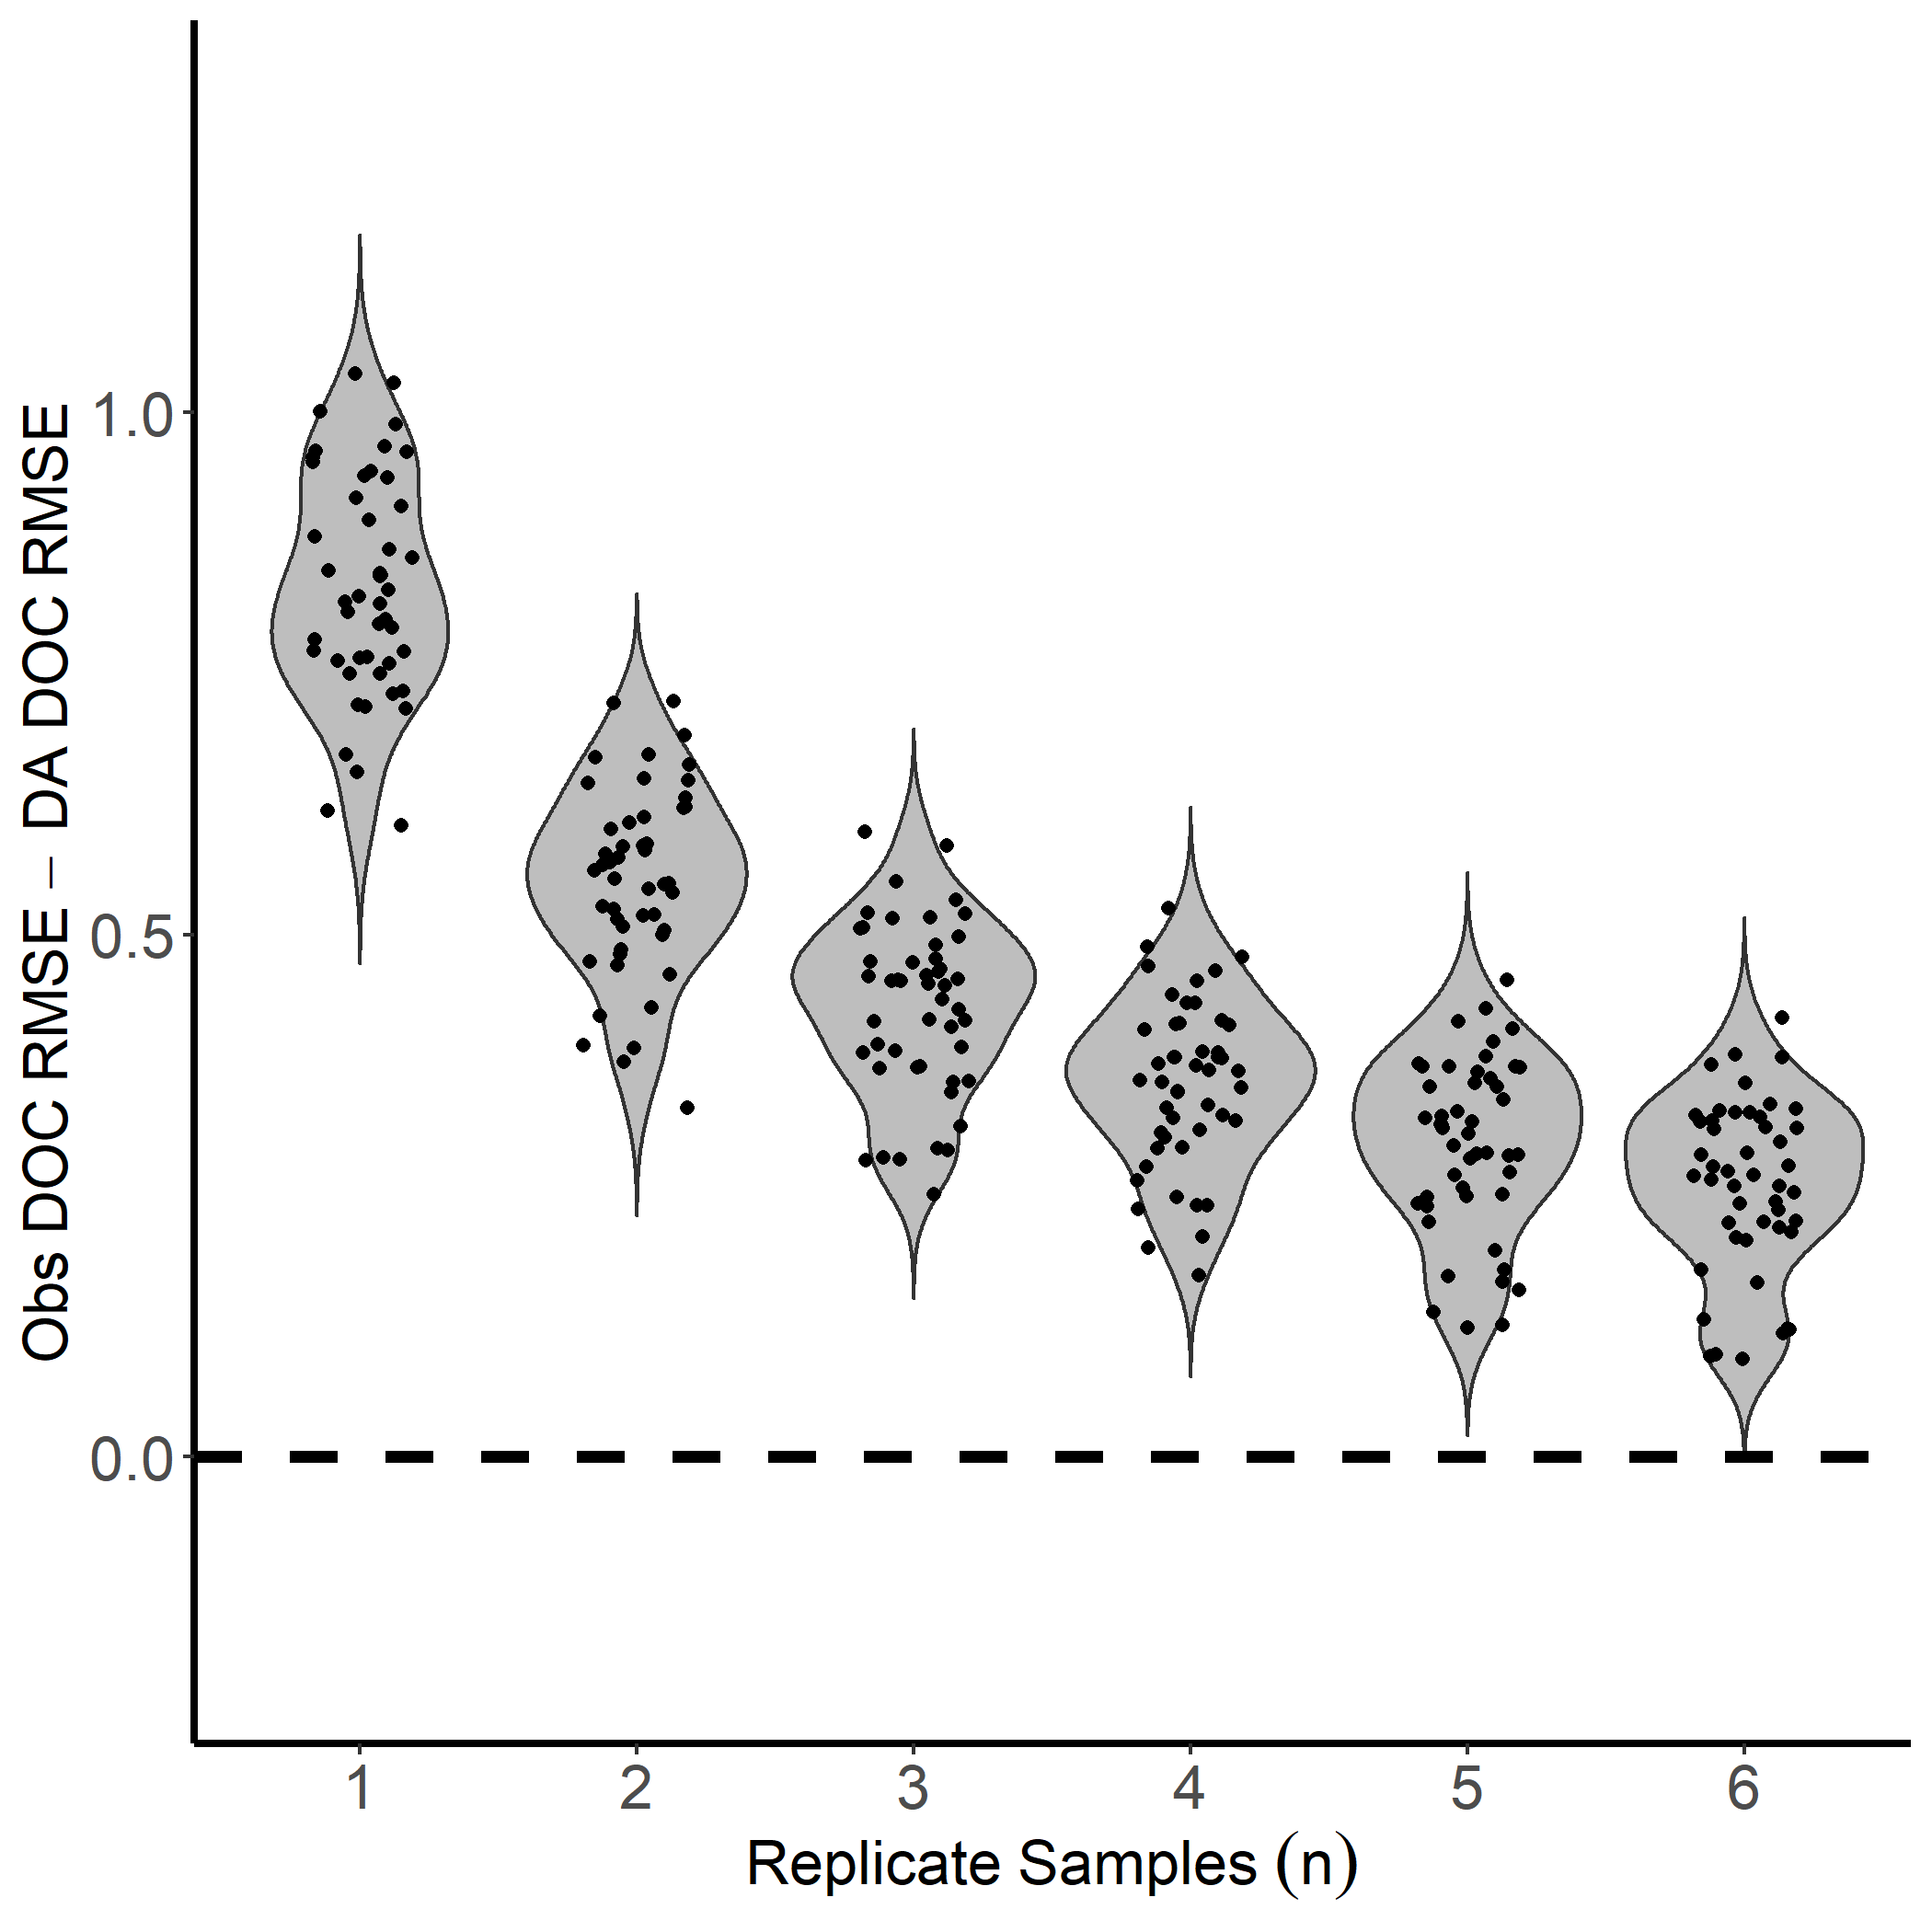 Obs DOC RMSE – DA DOC RMSE
1.0
0.5
0.0
1 2 3 4 5 6
Replicate Samples (n)